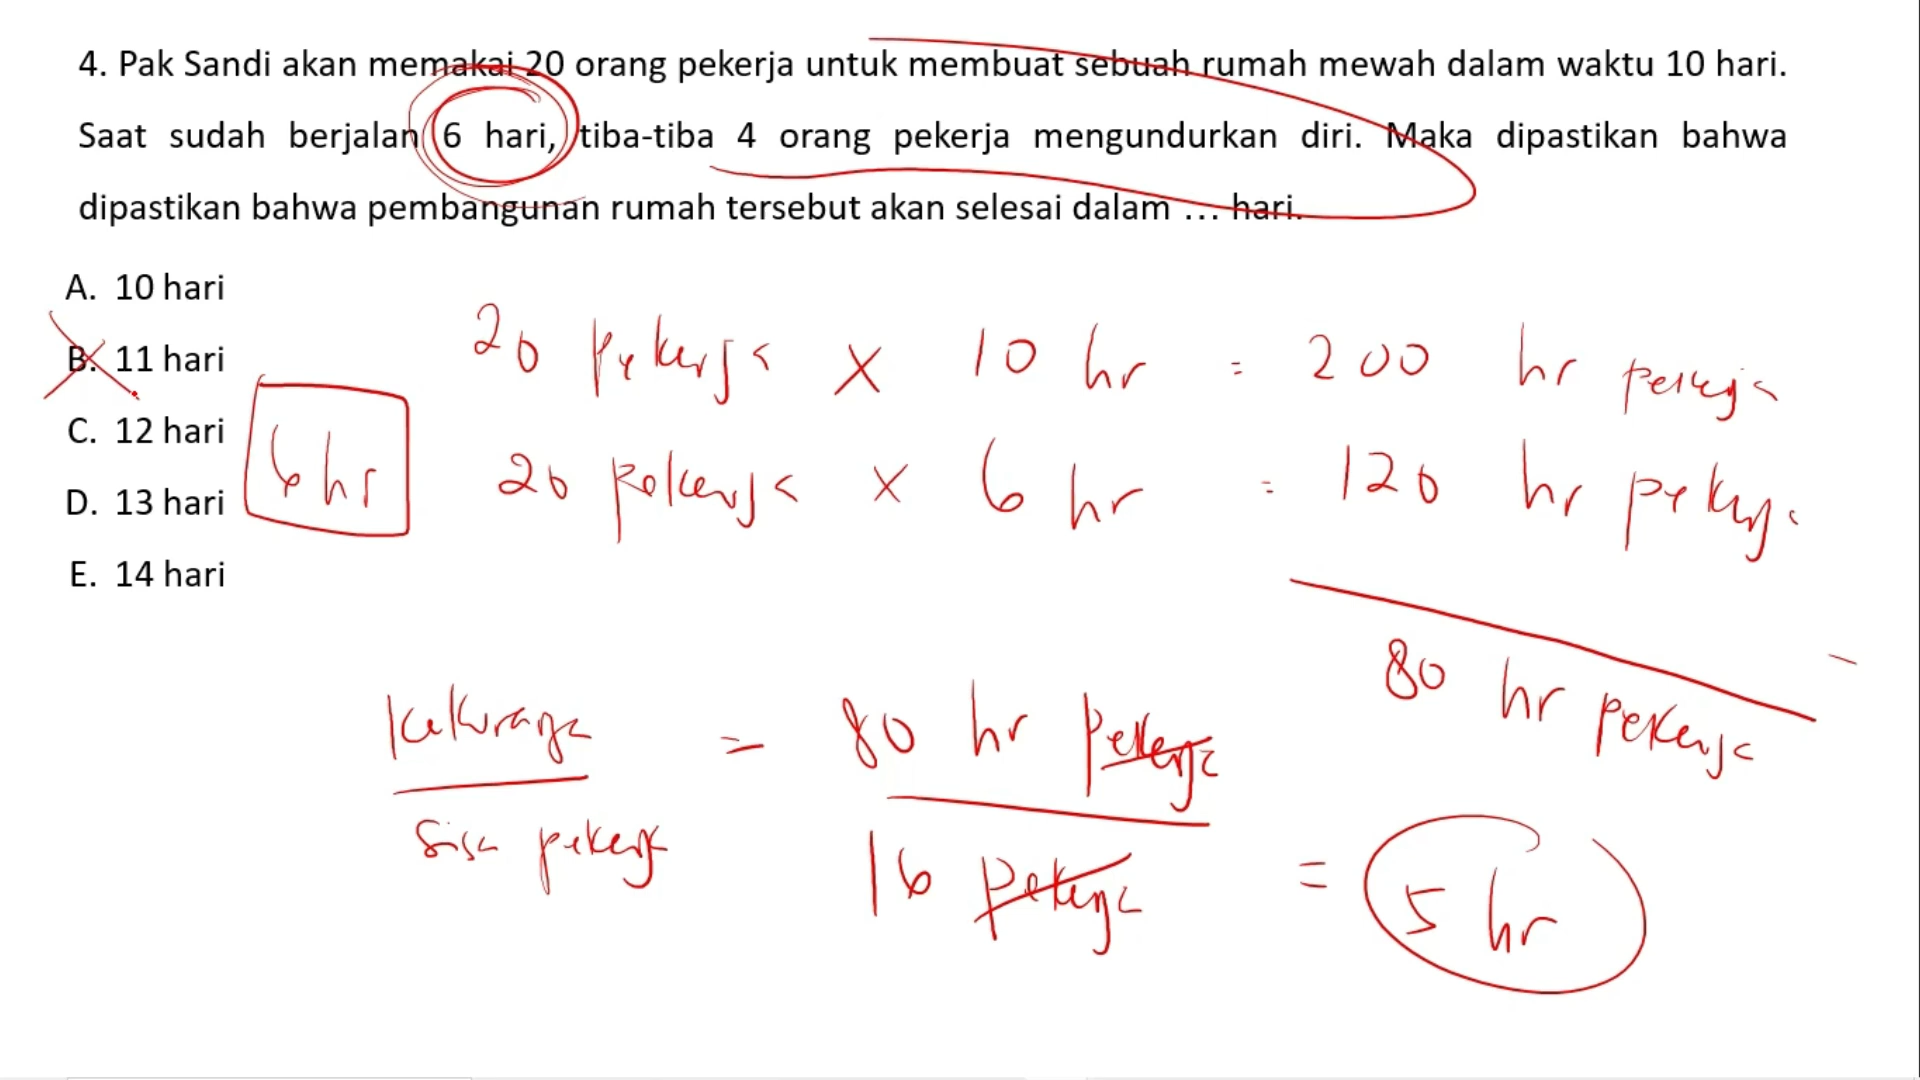 4. Pak Sandi akan memakai 20 orang pekerja untuk membuat sebuah rumah mewah dalam waktu 10 hari.
Saat sudah berjalan 6 hari, tiba-tiba 4 orang pekerja mengundurkan diri. Maka dipastikan bahwa
dipastikan bahwa pembangunan rumah tersebut akan selesai dalam ... hari.
A. 10 hari
B. 11 hari
C. 12 hari
D. 13 hari
E. 14 hari
20 pekerja x 10 hr = 200 hr pekerja
6 hr
20 pekerja x 6 hr = 120 hr pekerja
80 hr pekerja
sisa pekerja
= 80 hr pekerja
16 pekerja
= 5 hr